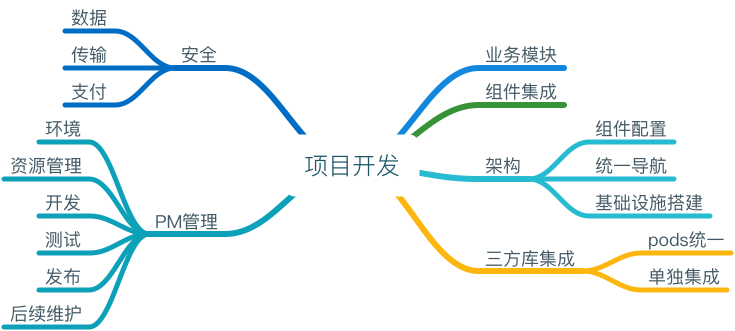 项目开发
安全
数据
传输
支付
PM管理
环境
资源管理
开发
测试
发布
后续维护
业务模块
组件集成
架构
组件配置
统一导航
基础设施搭建
三方库集成
pods统一
单独集成